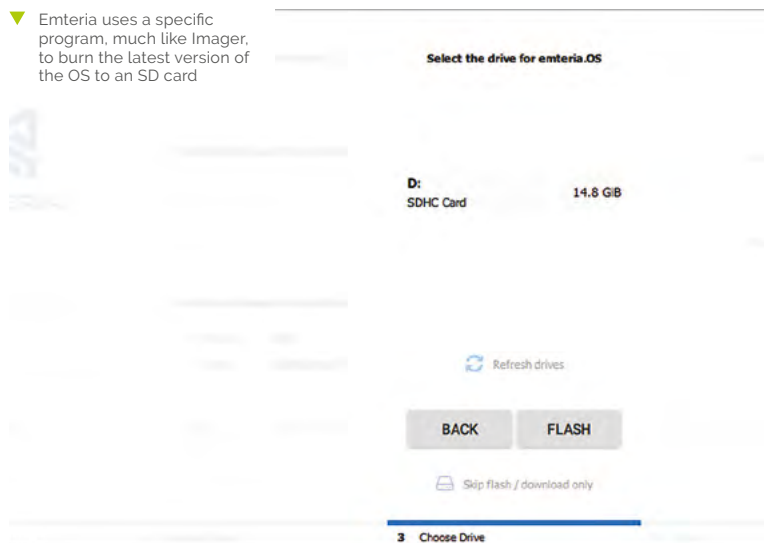 Emteria uses a specific
program, much like Imager,
to burn the latest version of
the OS to an SD card
Select the drive for emteria.OS
D:
SDHC Card
14.8 GiB
Refresh drives
BACK
FLASH
Skip flash / download only
3 Choose Drive